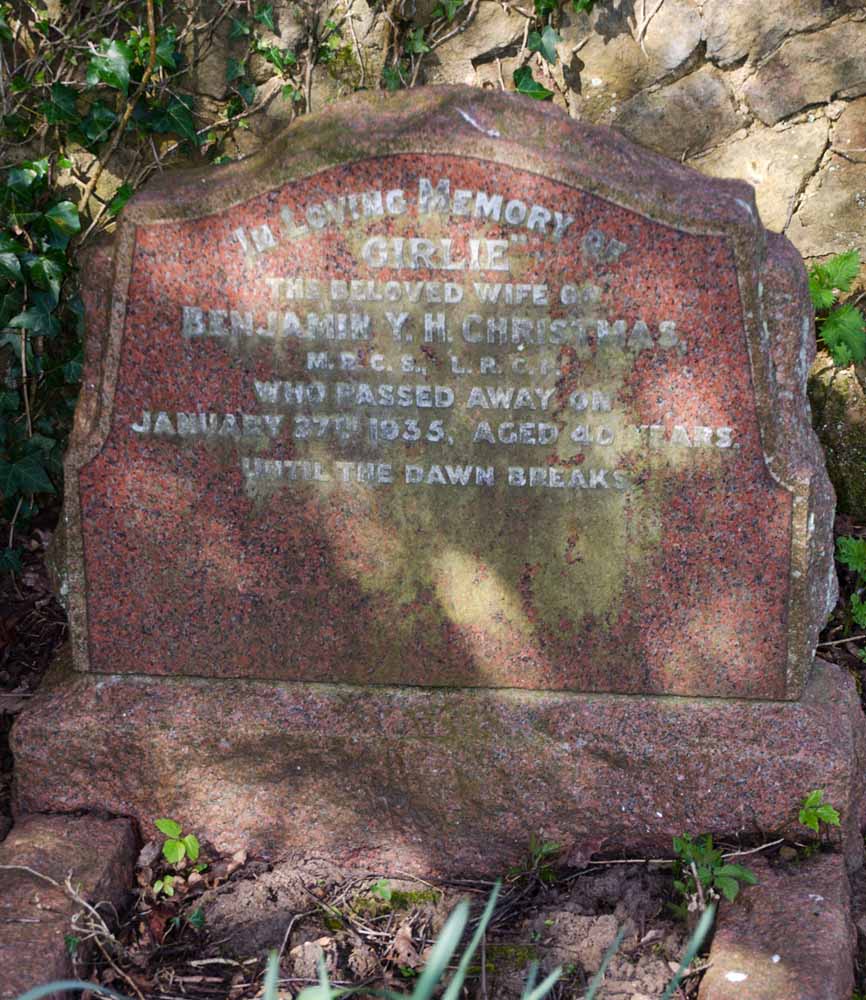 In Loving Memory of
"GIRLIE"
THE BELOVED WIFE OF
BENJAMIN Y. H. CHRISTMAS,
M.R.C.S., L.R.C.P.
WHO PASSED AWAY ON
JANUARY 27TH 1935, AGED 40 YEARS.
UNTIL THE DAWN BREAKS.